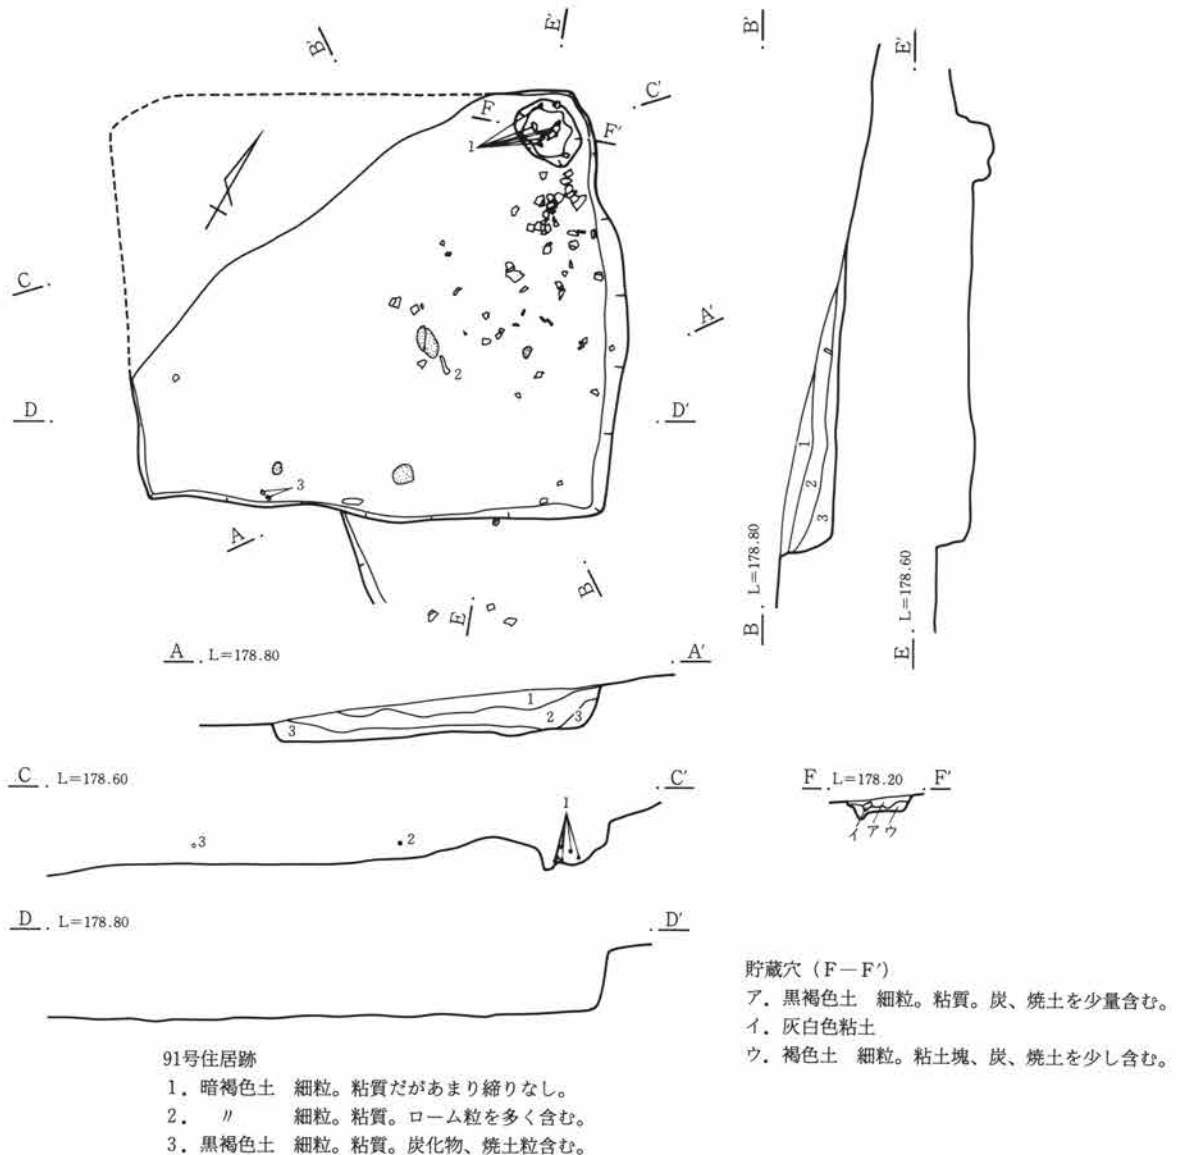 B′
E′
B′
E′
C′
F
F′
1
C
A′
2
D
D′
3
A
B
E
1
2
3
B . L=178.80
E . L=178.60
A . L=178.80
A′
1
2
3
3
C . L=178.60
C′
1
3
2
F . L=178.20 . F′
イ ア ウ
D . L=178.80
D′
貯蔵穴(F－F′)
ア．黒褐色土　細粒。粘質。炭、焼土を少量含む。
イ．灰白色粘土
ウ．褐色土　細粒。粘土塊、炭、焼土を少し含む。
91号住居跡
1．暗褐色土　細粒。粘質だがあまり締りなし。
2．　〃　　細粒。粘質。ローム粒を多く含む。
3．黒褐色土　細粒。粘質。炭化物、焼土粒含む。